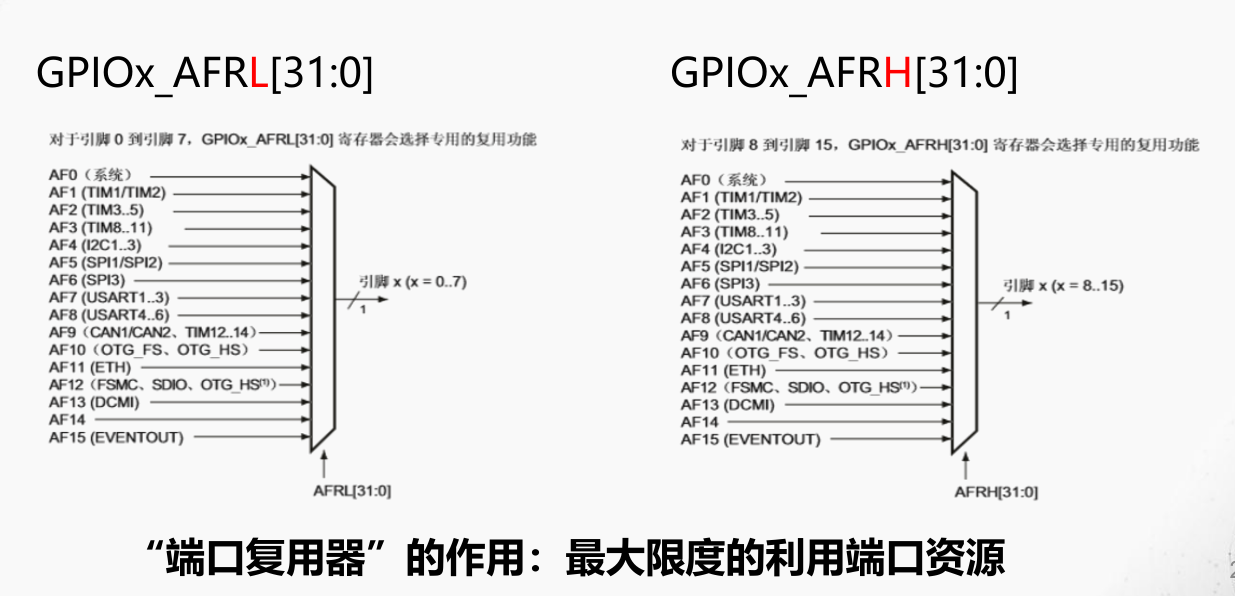 GPIOx_AFRL[31:0]
对于引脚 0 到引脚 7，GPIOx_AFRL[31:0] 寄存器会选择专用的复用功能
AF0（系统）
AF1 (TIM1/TIM2)
AF2 (TIM3..5)
AF3 (TIM8..11)
AF4 (I2C1..3)
AF5 (SPI1/SPI2)
AF6 (SPI3)
AF7 (USART1..3)
AF8 (USART4..6)
AF9（CAN1/CAN2、TIM12..14）
AF10（OTG_FS、OTG_HS）
AF11 (ETH)
AF12（FSMC、SDIO、OTG_HS⁽¹⁾）
AF13 (DCMI)
AF14
AF15 (EVENTOUT)
引脚 x (x = 0..7)
1
AFRL[31:0]
GPIOx_AFRH[31:0]
对于引脚 8 到引脚 15，GPIOx_AFRH[31:0] 寄存器会选择专用的复用功能
AF0（系统）
AF1 (TIM1/TIM2)
AF2 (TIM3..5)
AF3 (TIM8..11)
AF4 (I2C1..3)
AF5 (SPI1/SPI2)
AF6 (SPI3)
AF7 (USART1..3)
AF8 (USART4..6)
AF9（CAN1/CAN2、TIM12..14）
AF10（OTG_FS、OTG_HS）
AF11 (ETH)
AF12（FSMC、SDIO、OTG_HS⁽¹⁾）
AF13 (DCMI)
AF14
AF15 (EVENTOUT)
引脚 x (x = 8..15)
1
AFRH[31:0]
“端口复用器”的作用：最大限度的利用端口资源